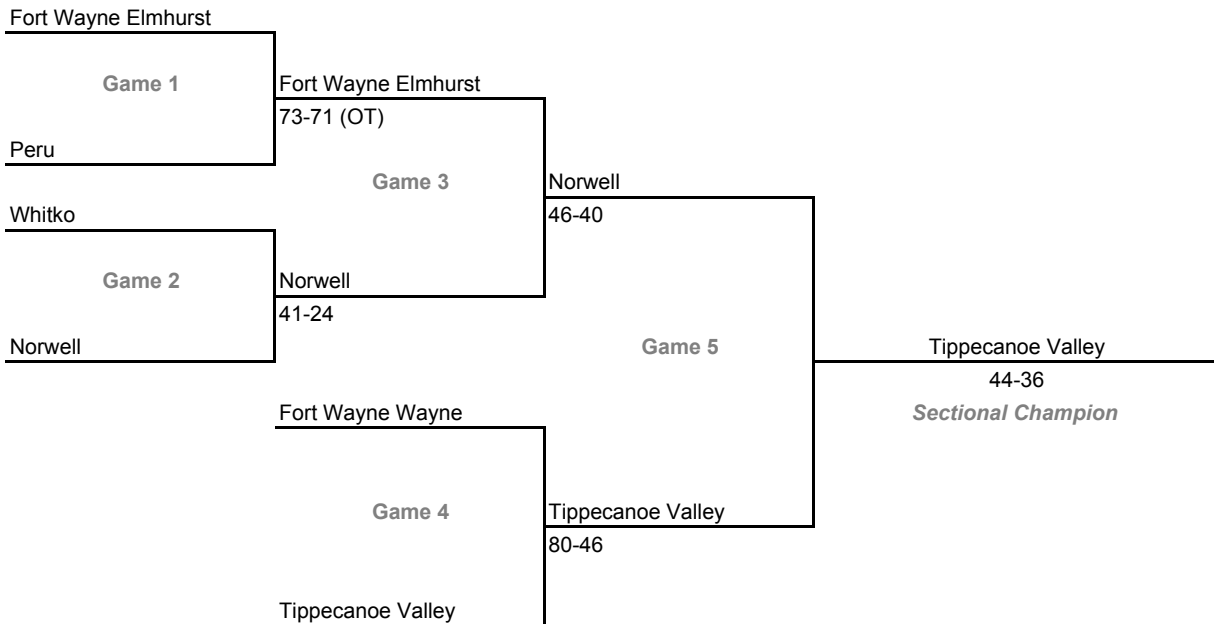 Fort Wayne Elmhurst
Game 1
Fort Wayne Elmhurst
73-71 (OT)
Peru
Game 3
Norwell
Whitko
46-40
Game 2
Norwell
41-24
Norwell
Game 5
Tippecanoe Valley
44-36
Fort Wayne Wayne
Sectional Champion
Game 4
Tippecanoe Valley
80-46
Tippecanoe Valley